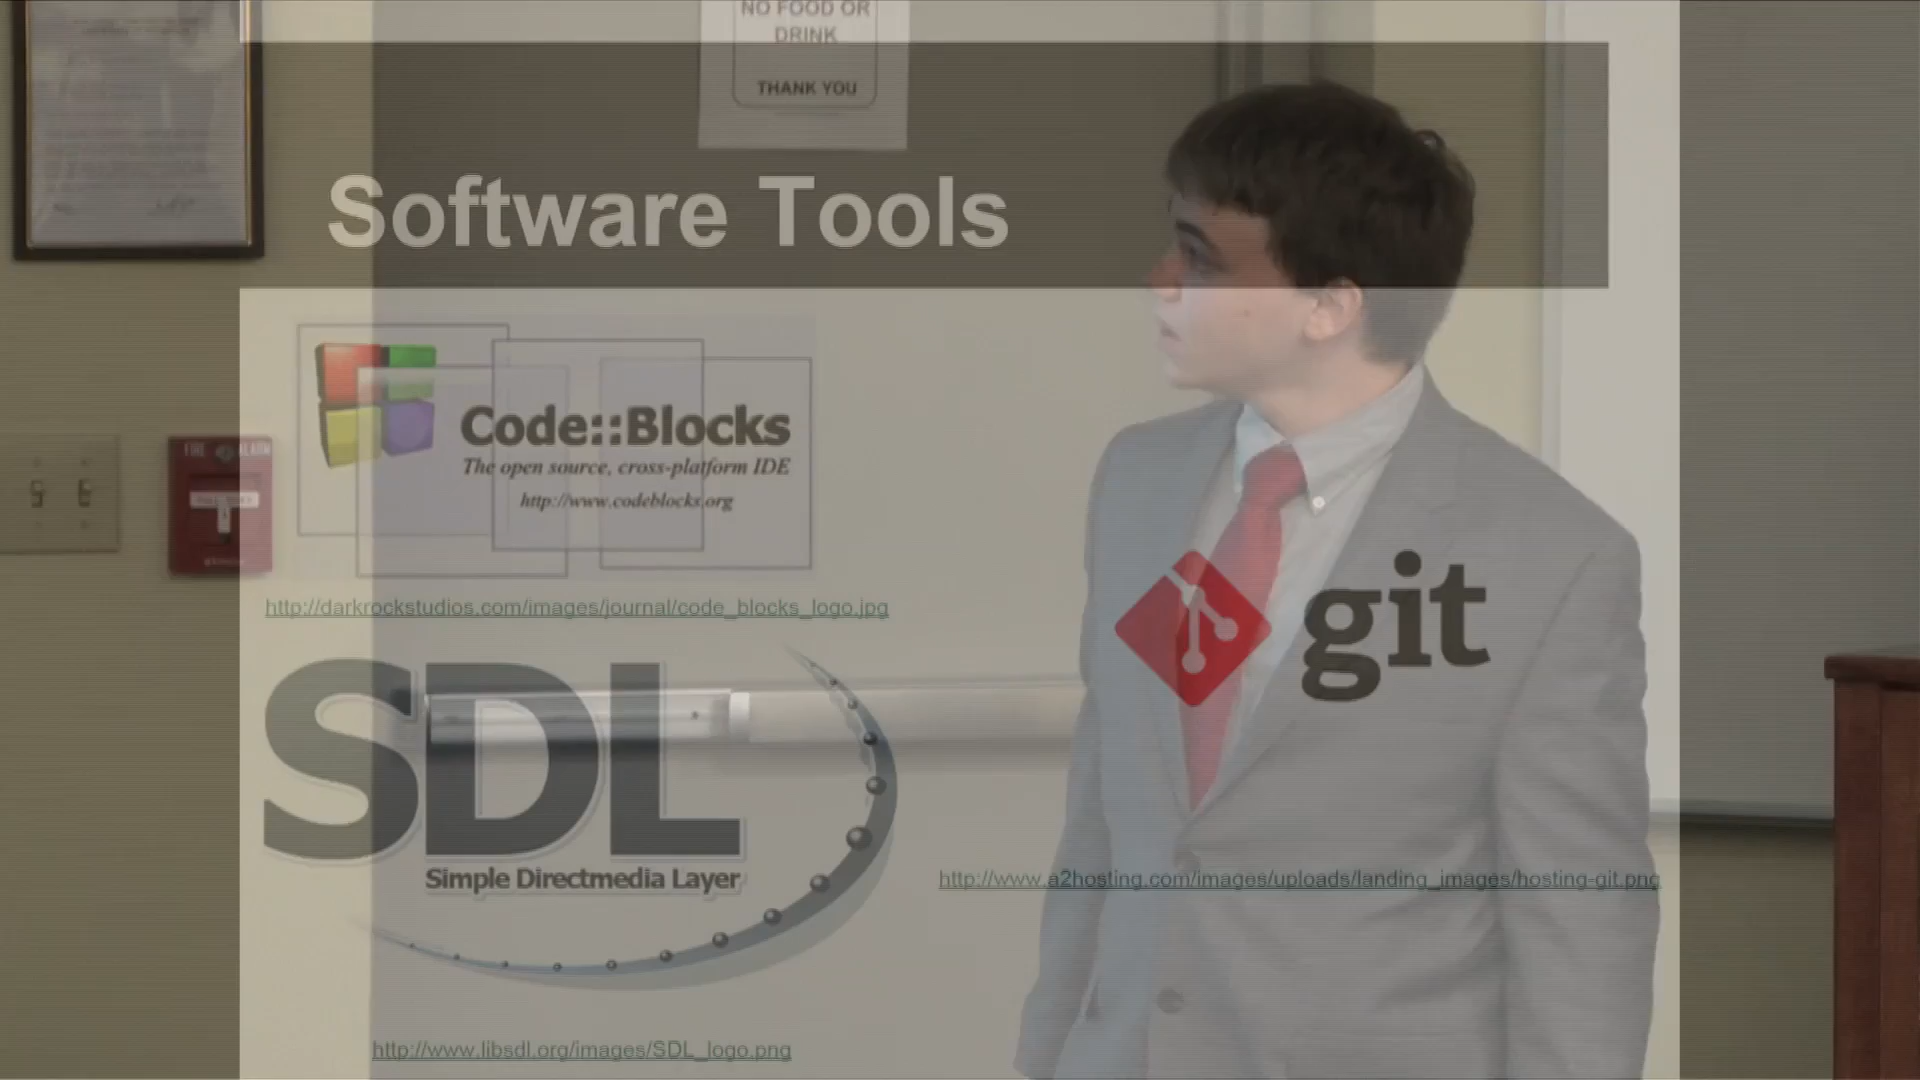 NO FOOD OR
DRINK
THANK YOU
Software Tools
Code::Blocks
The open source, cross-platform IDE
http://www.codeblocks.org
FIRE ALARM
http://darkrockstudios.com/images/journal/code_blocks_logo.jpg
git
SDL
Simple Directmedia Layer
http://www.a2hosting.com/images/uploads/landing_images/hosting-git.png
http://www.libsdl.org/images/SDL_logo.png